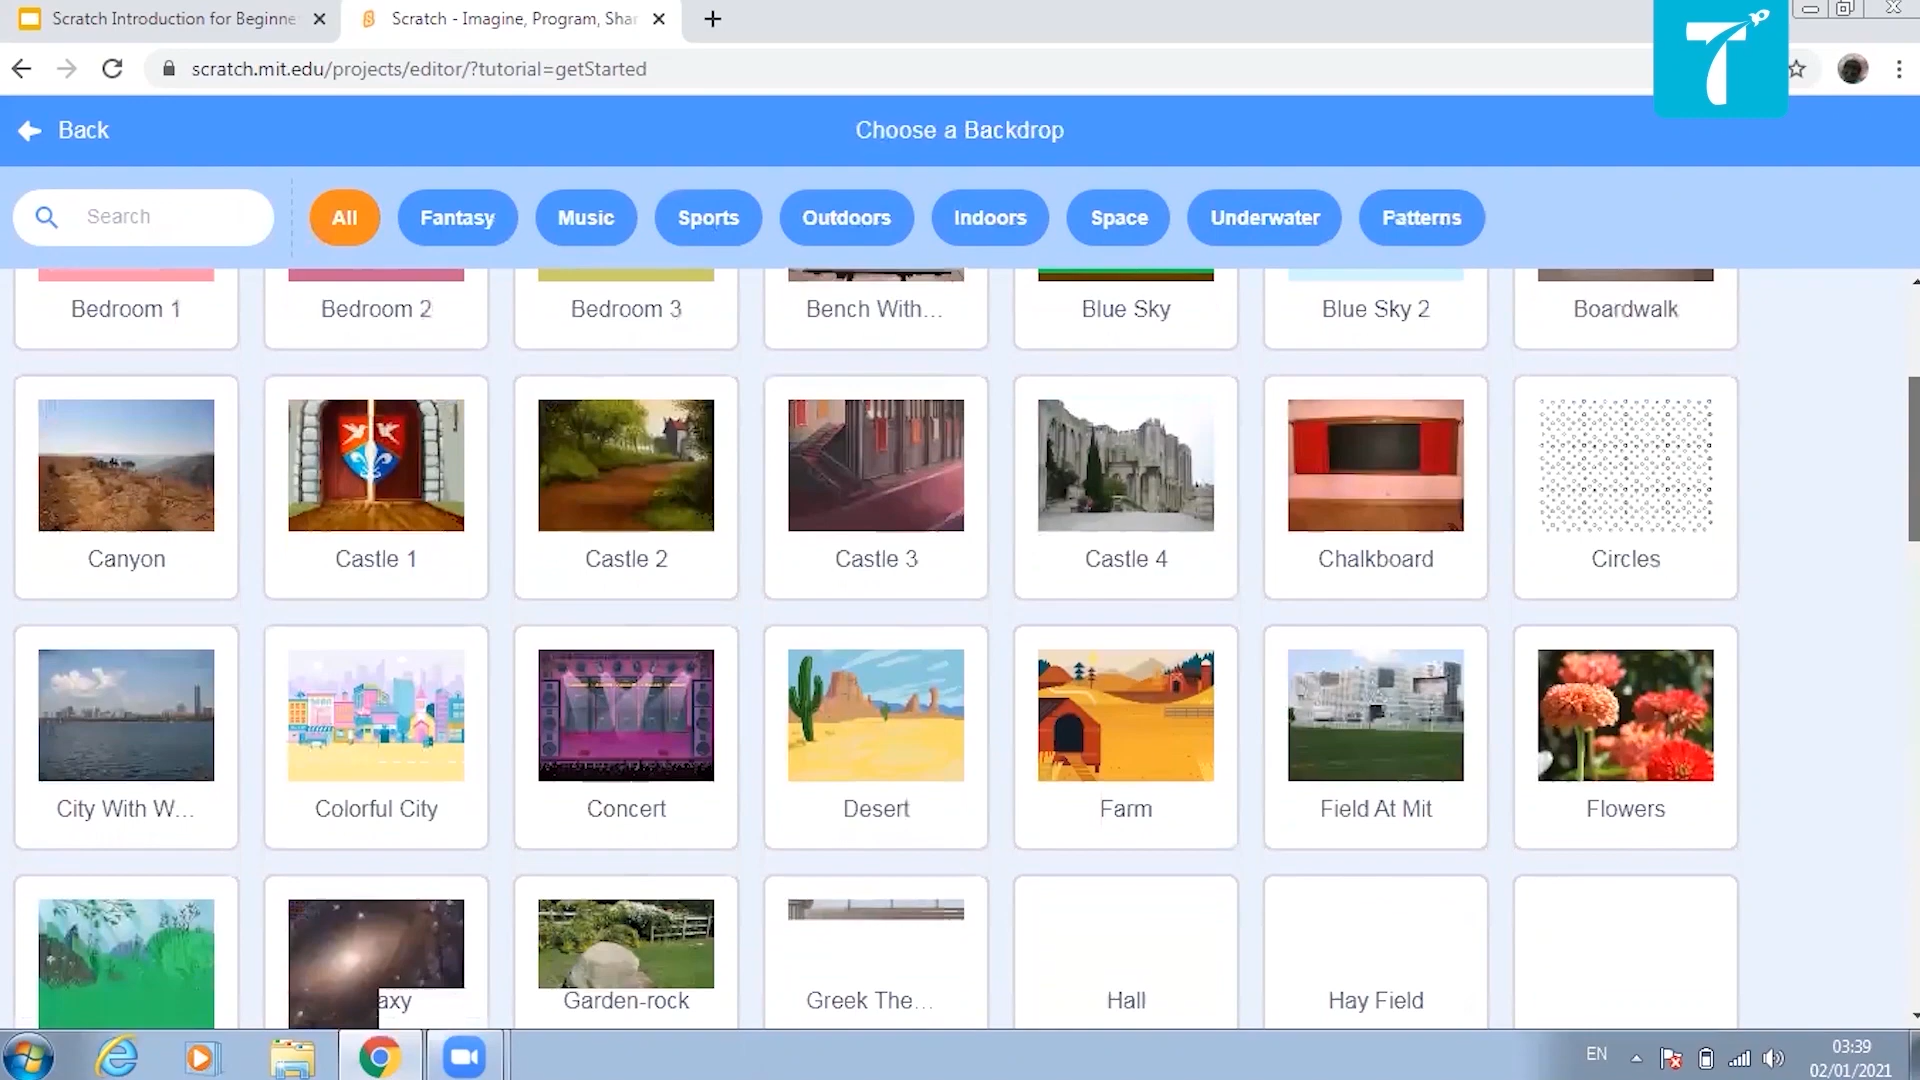 Scratch Introduction for Beginne
Scratch - Imagine, Program, Shar
scratch.mit.edu/projects/editor/?tutorial=getStarted
T
Back
Choose a Backdrop
Search
All
Fantasy
Music
Sports
Outdoors
Indoors
Space
Underwater
Patterns
Bedroom 1
Bedroom 2
Bedroom 3
Bench With...
Blue Sky
Blue Sky 2
Boardwalk
Canyon
Castle 1
Castle 2
Castle 3
Castle 4
Chalkboard
Circles
City With W...
Colorful City
Concert
Desert
Farm
Field At Mit
Flowers
axy
Garden-rock
Greek The...
Hall
Hay Field
EN
03:39
02/01/2021